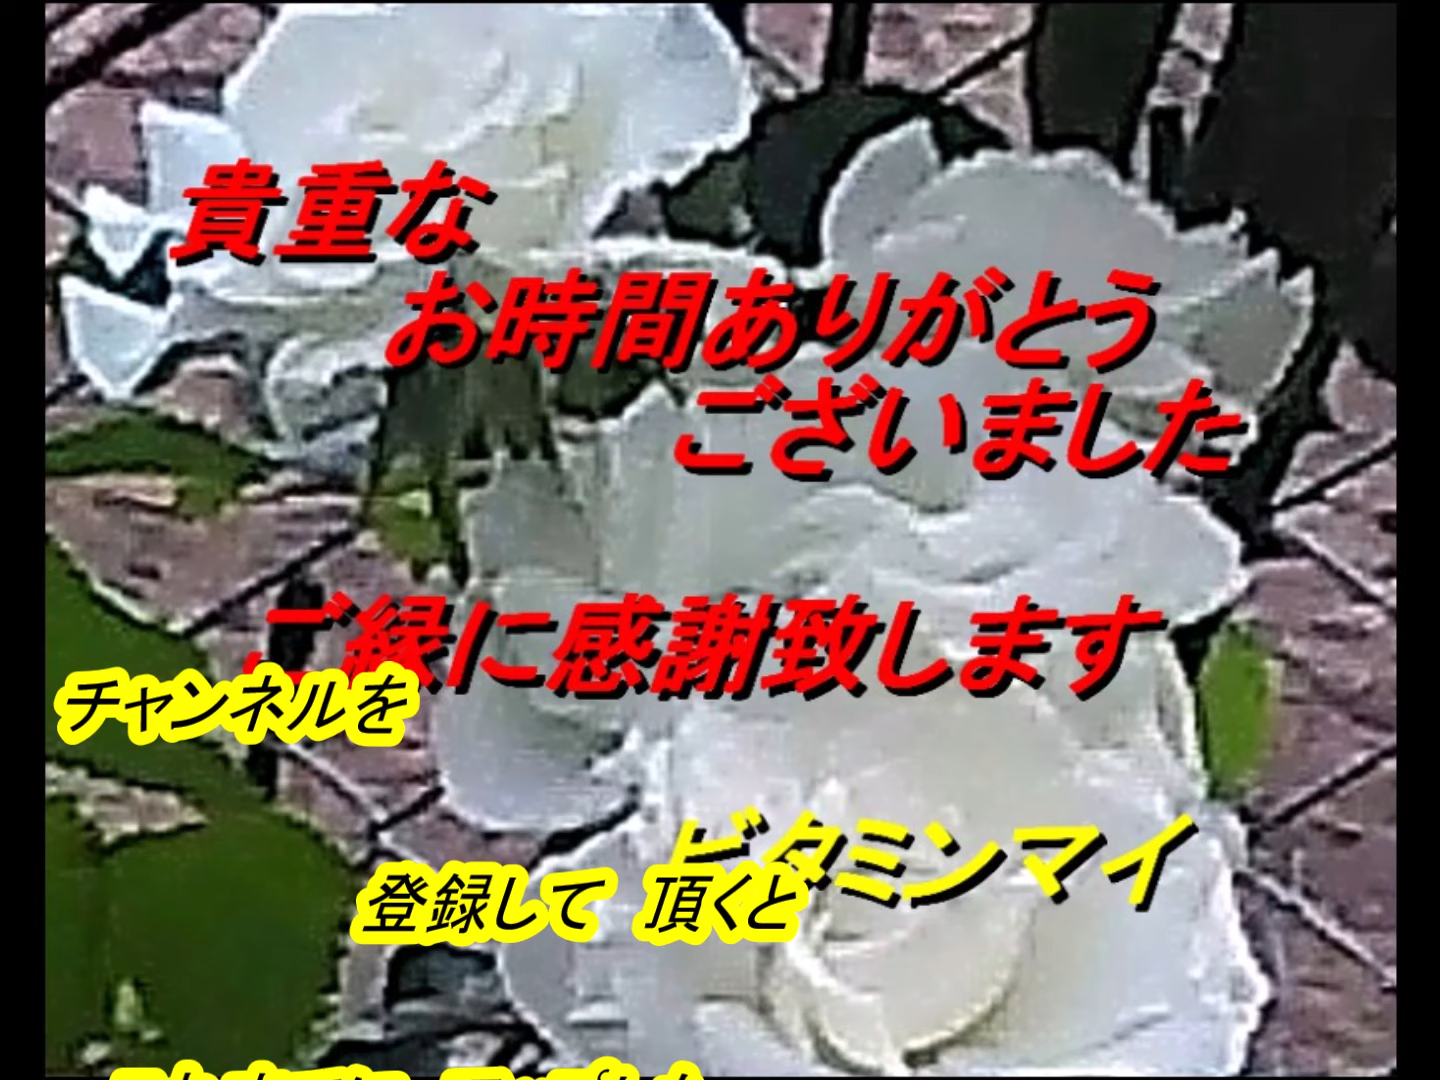 貴重な
お時間ありがとう
ございました
ご縁に感謝致します
チャンネルを
ビタミンマイ
登録して 頂くと